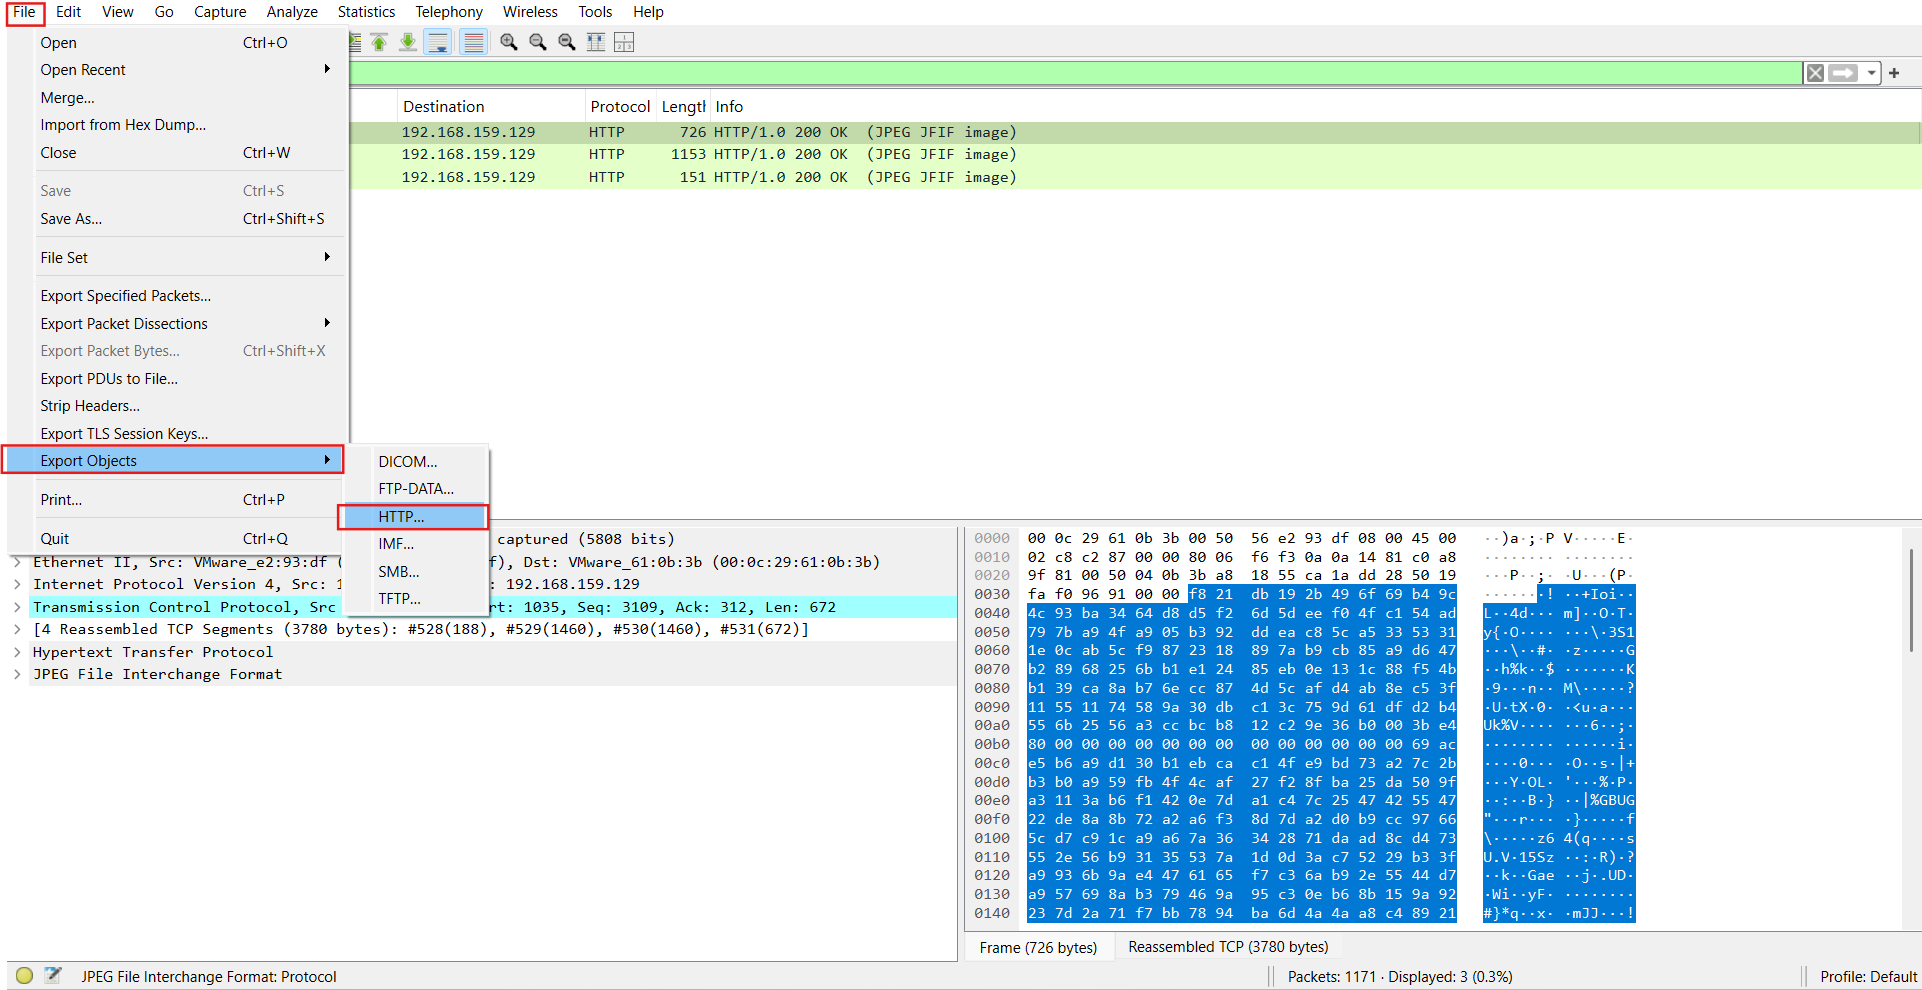 File Edit View Go Capture Analyze Statistics Telephony Wireless Tools Help
Open Ctrl+O
Open Recent
Merge...
Import from Hex Dump...
Close Ctrl+W
Save Ctrl+S
Save As... Ctrl+Shift+S
File Set
Export Specified Packets...
Export Packet Dissections
Export Packet Bytes... Ctrl+Shift+X
Export PDUs to File...
Strip Headers...
Export TLS Session Keys...
Export Objects
Print... Ctrl+P
Quit Ctrl+Q
DICOM...
FTP-DATA...
HTTP...
IMF...
SMB...
TFTP...
Destination Protocol Length Info
192.168.159.129 HTTP 726 HTTP/1.0 200 OK (JPEG JFIF image)
192.168.159.129 HTTP 1153 HTTP/1.0 200 OK (JPEG JFIF image)
192.168.159.129 HTTP 151 HTTP/1.0 200 OK (JPEG JFIF image)
captured (5808 bits)
Ethernet II, Src: VMware_e2:93:df ( f), Dst: VMware_61:0b:3b (00:0c:29:61:0b:3b)
Internet Protocol Version 4, Src: 1 : 192.168.159.129
Transmission Control Protocol, Src rt: 1035, Seq: 3109, Ack: 312, Len: 672
[4 Reassembled TCP Segments (3780 bytes): #528(188), #529(1460), #530(1460), #531(672)]
Hypertext Transfer Protocol
JPEG File Interchange Format
0000 00 0c 29 61 0b 3b 00 50 56 e2 93 df 08 00 45 00 ··)a·;·P V·····E·
0010 02 c8 c2 87 00 00 80 06 f6 f3 0a 0a 14 81 c0 a8 ········ ········
0020 9f 81 00 50 04 0b 3b a8 18 55 ca 1a dd 28 50 19 ···P··;· ·U···(P·
0030 fa f0 96 91 00 00 f8 21 db 19 2b 49 6f 69 b4 9c ·······! ··+Ioi··
0040 4c 93 ba 34 64 d8 d5 f2 6d 5d ee f0 4f c1 54 ad L··4d··· m]··O·T·
0050 79 7b a9 4f a9 05 b3 92 dd ea c8 5c a5 33 53 31 y{·O···· ···\·3S1
0060 1e 0c ab 5c f9 87 23 18 89 7a b9 cb 85 a9 d6 47 ···\··#· ·z·····G
0070 b2 89 68 25 6b b1 e1 24 85 eb 0e 13 1c 88 f5 4b ··h%k··$ ·······K
0080 b1 39 ca 8a b7 6e cc 87 4d 5c af d4 ab 8e c5 3f ·9···n·· M\·····?
0090 11 55 11 74 58 9a 30 db c1 3c 75 9d 61 df d2 b4 ·U·tX·0· ·<u·a···
00a0 55 6b 25 56 a3 cc bc b8 12 c2 9e 36 b0 00 3b e4 Uk%V···· ···6··;·
00b0 80 00 00 00 00 00 00 00 00 00 00 00 00 00 69 ac ········ ······i·
00c0 e5 b6 a9 d1 30 b1 eb ca c1 4f e9 bd 73 a2 7c 2b ····0··· ·O··s·|+
00d0 b3 b0 a9 59 fb 4f 4c af 27 f2 8f ba 25 da 50 9f ···Y·OL· '···%·P·
00e0 a3 11 3a b6 f1 42 0e 7d a1 c4 7c 25 47 42 55 47 ··:··B·} ··|%GBUG
00f0 22 de 8a 8b 72 a2 a6 f3 8d 7d a2 d0 b9 cc 97 66 "···r··· ·}·····f
0100 5c d7 c9 1c a9 a6 7a 36 34 28 71 da ad 8c d4 73 \·····z6 4(q····s
0110 55 2e 56 b9 31 35 53 7a 1d 0d 3a c7 52 29 b3 3f U.V·15Sz ··:·R)·?
0120 a9 93 6b 9a e4 47 61 65 f7 c3 6a b9 2e 55 44 d7 ··k··Gae ··j·.UD·
0130 a9 57 69 8a b3 79 46 9a 95 c3 0e b6 8b 15 9a 92 ·Wi··yF· ········
0140 23 7d 2a 71 f7 bb 78 94 ba 6d 4a 4a a8 c4 89 21 #}*q··x· ·mJJ···!
Frame (726 bytes) Reassembled TCP (3780 bytes)
JPEG File Interchange Format: Protocol Packets: 1171 · Displayed: 3 (0.3%) Profile: Default